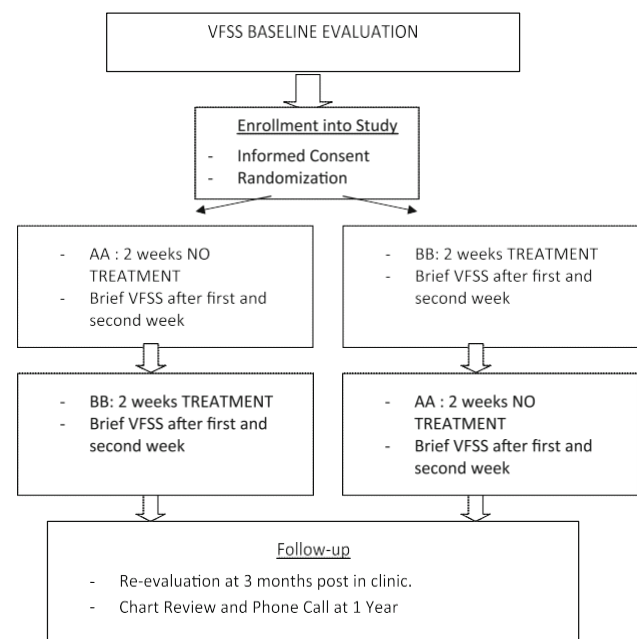 VFSS BASELINE EVALUATION
Enrollment into Study
- Informed Consent
- Randomization
- AA : 2 weeks NO
TREATMENT
- Brief VFSS after first and
second week
- BB: 2 weeks TREATMENT
- Brief VFSS after first and
second week
- BB: 2 weeks TREATMENT
- Brief VFSS after first and
second week
- AA : 2 weeks NO
TREATMENT
- Brief VFSS after first and
second week
Follow-up
- Re-evaluation at 3 months post in clinic.
- Chart Review and Phone Call at 1 Year